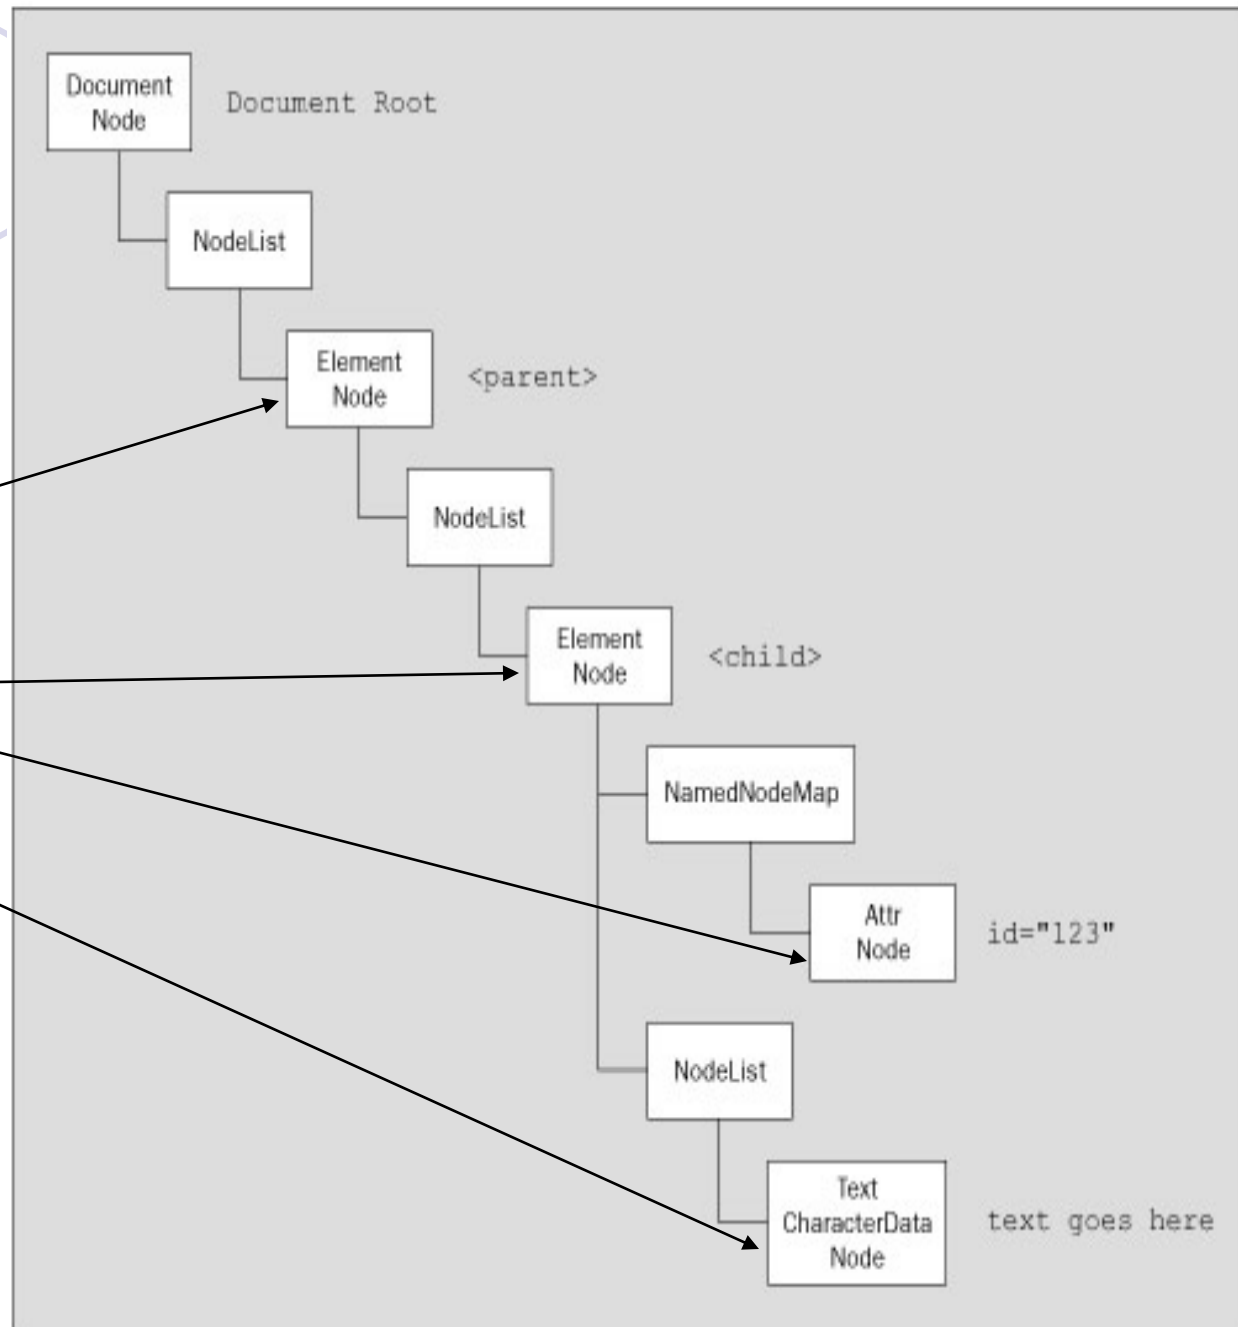 Document
Node
Document Root
NodeList
Element
Node
<parent>
NodeList
Element
Node
<child>
NamedNodeMap
Attr
Node
id="123"
NodeList
Text
CharacterData
Node
text goes here